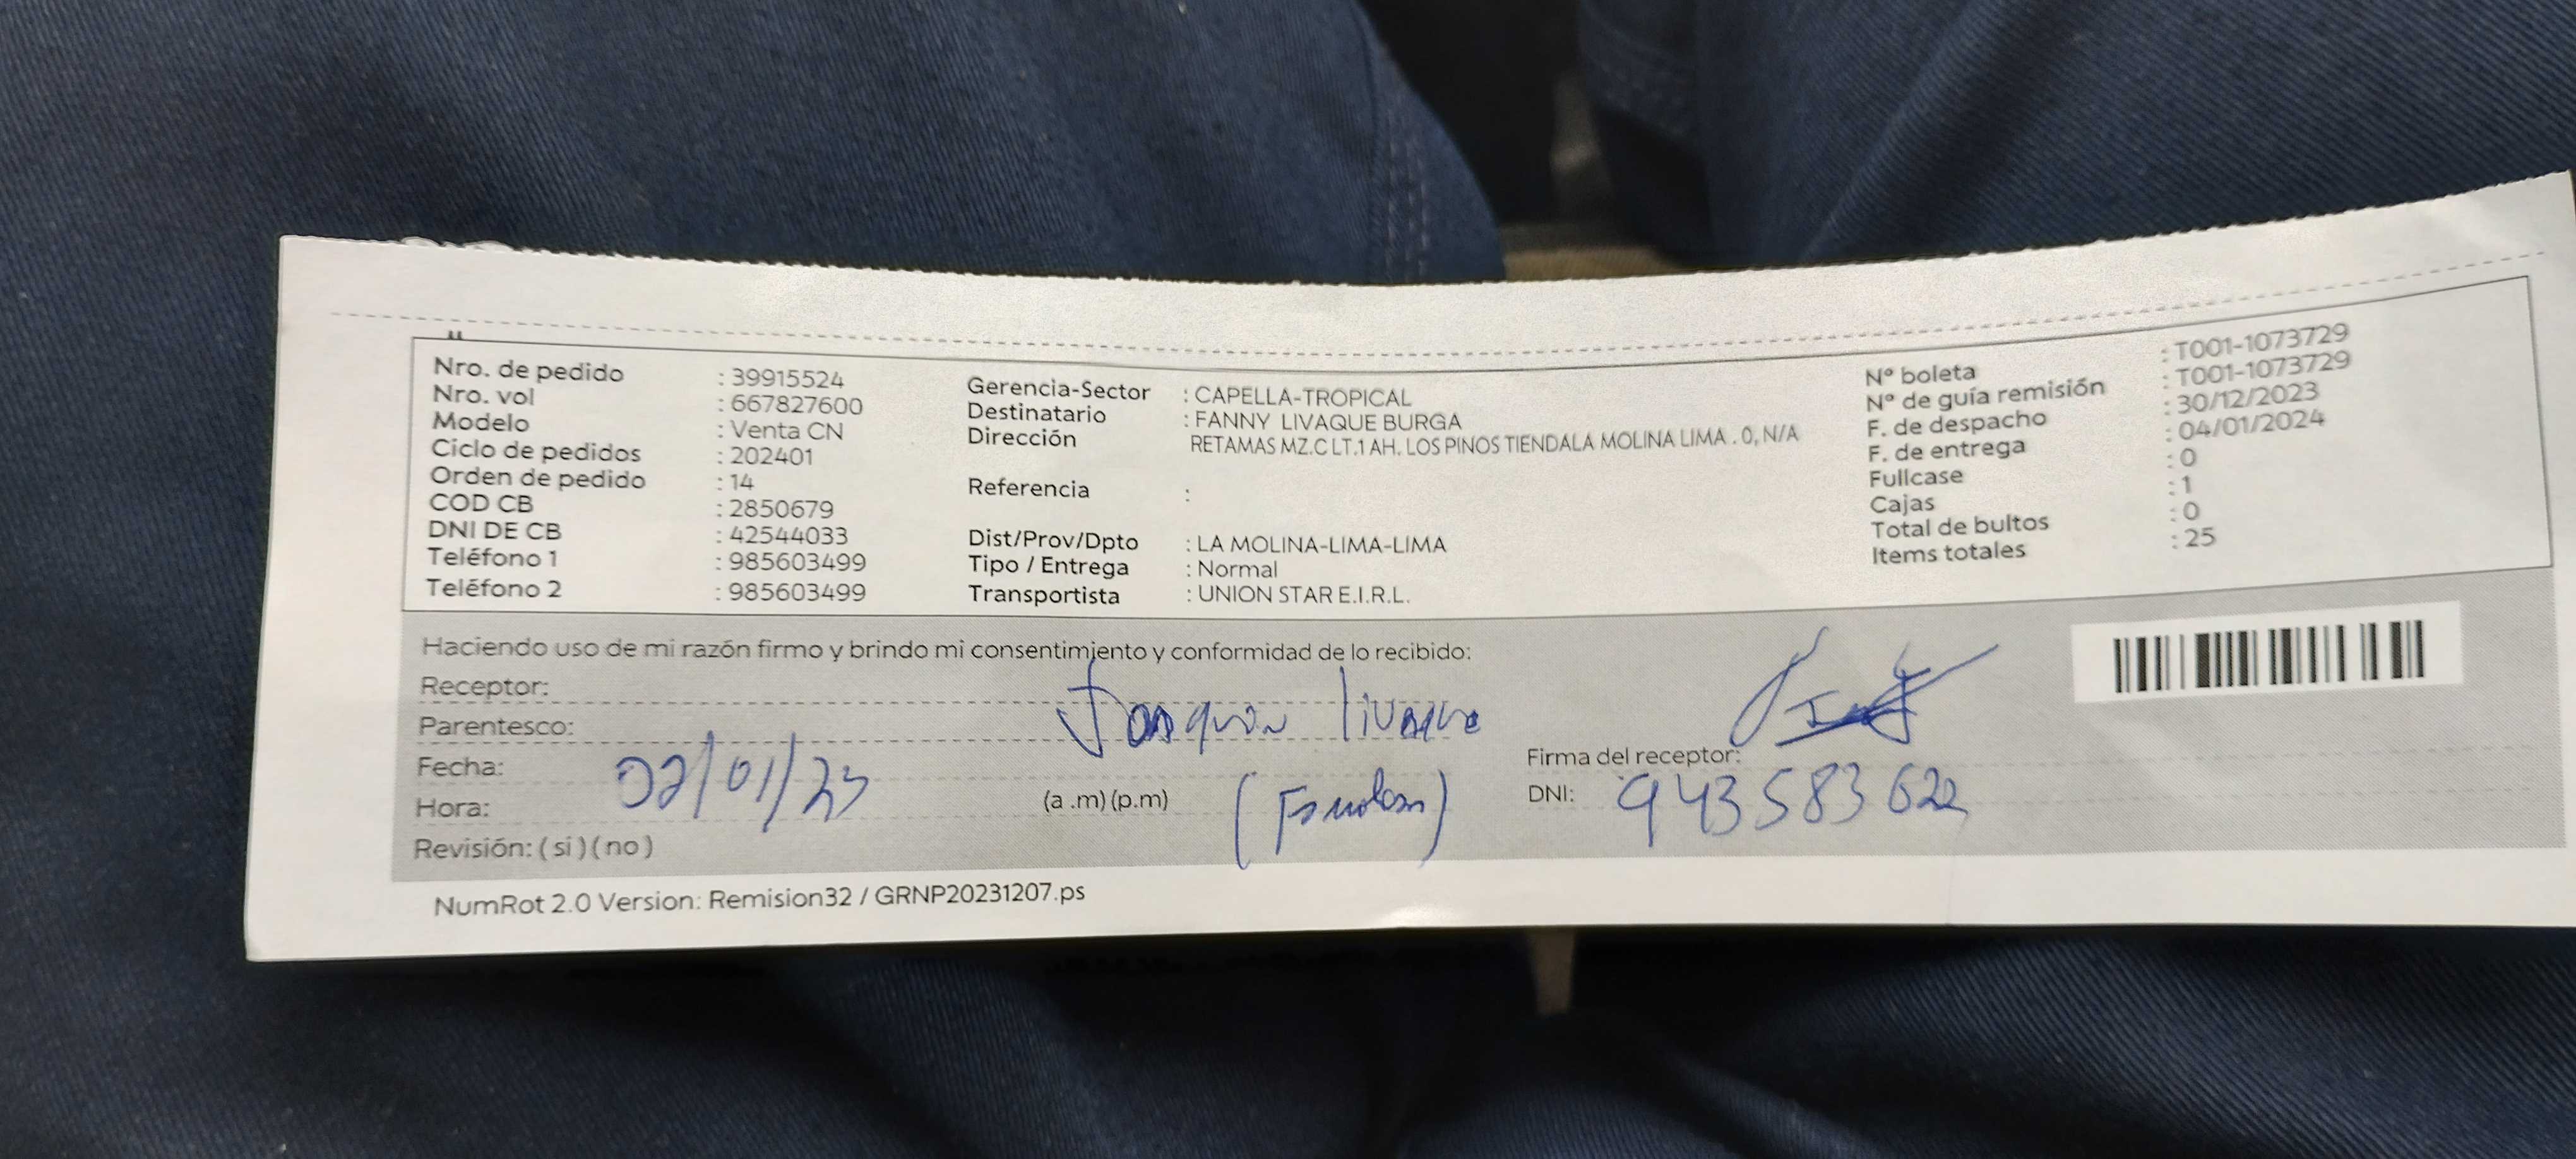 Nro. de pedido : 39915524
Nro. vol : 667827600
Modelo : Venta CN
Ciclo de pedidos : 202401
Orden de pedido : 14
COD CB : 2850679
DNI DE CB : 42544033
Teléfono 1 : 985603499
Teléfono 2 : 985603499
Gerencia-Sector : CAPELLA-TROPICAL
Destinatario : FANNY LIVAQUE BURGA
Dirección RETAMAS MZ.C LT.1 AH. LOS PINOS TIENDALA MOLINA LIMA . 0, N/A
Referencia :
Dist/Prov/Dpto : LA MOLINA-LIMA-LIMA
Tipo / Entrega : Normal
Transportista : UNION STAR E.I.R.L.
Nº boleta : T001-1073729
Nº de guía remisión : T001-1073729
F. de despacho : 30/12/2023
F. de entrega : 04/01/2024
Fullcase : 0
Cajas : 1
Total de bultos : 0
Items totales : 25
Haciendo uso de mi razón firmo y brindo mi consentimiento y conformidad de lo recibido:
Receptor:
Parentesco: Joaquin livaque
Fecha: 02/01/23
Hora: (a .m) (p.m)
Revisión: ( si ) ( no )
Firma del receptor:
DNI: 943583622
NumRot 2.0 Version: Remision32 / GRNP20231207.ps